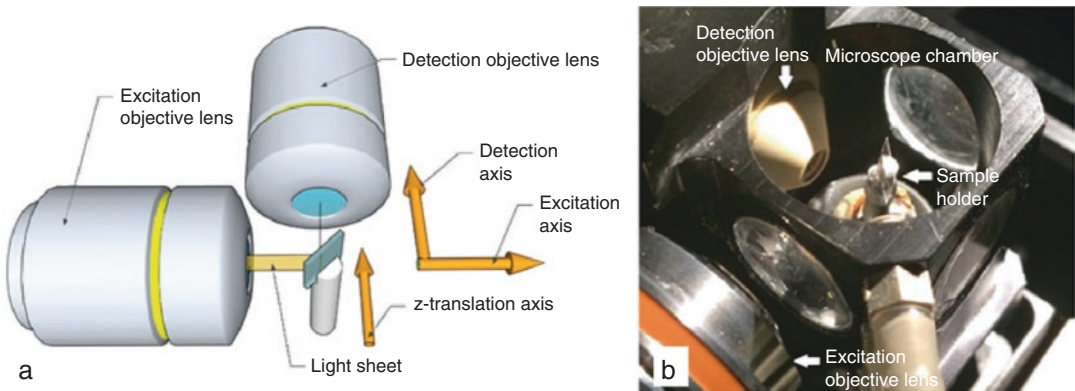 Detection objective lens
Excitation
objective lens
Detection
axis
Excitation
axis
z-translation axis
Light sheet
a
Detection
objective lens
Microscope chamber
Sample
holder
Excitation
objective lens
b